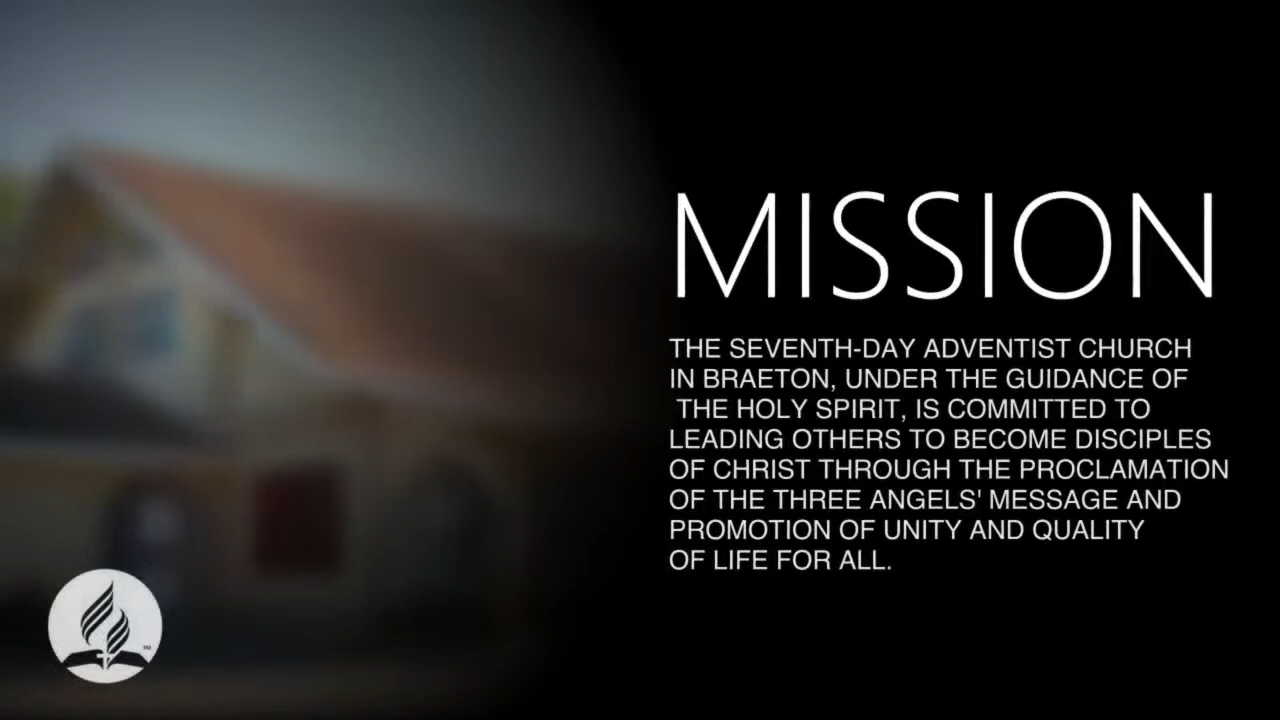 MISSION
THE SEVENTH-DAY ADVENTIST CHURCH
IN BRAETON, UNDER THE GUIDANCE OF
THE HOLY SPIRIT, IS COMMITTED TO
LEADING OTHERS TO BECOME DISCIPLES
OF CHRIST THROUGH THE PROCLAMATION
OF THE THREE ANGELS' MESSAGE AND
PROMOTION OF UNITY AND QUALITY
OF LIFE FOR ALL.
TM